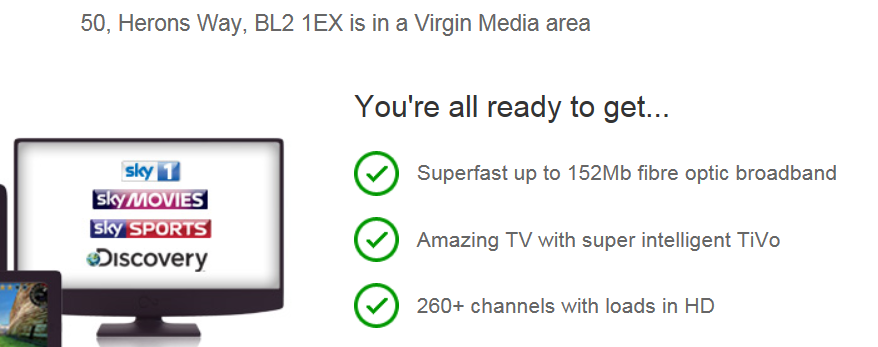 50, Herons Way, BL2 1EX is in a Virgin Media area
You're all ready to get...
sky 1
sky MOVIES
sky SPORTS
Discovery
Superfast up to 152Mb fibre optic broadband
Amazing TV with super intelligent TiVo
260+ channels with loads in HD